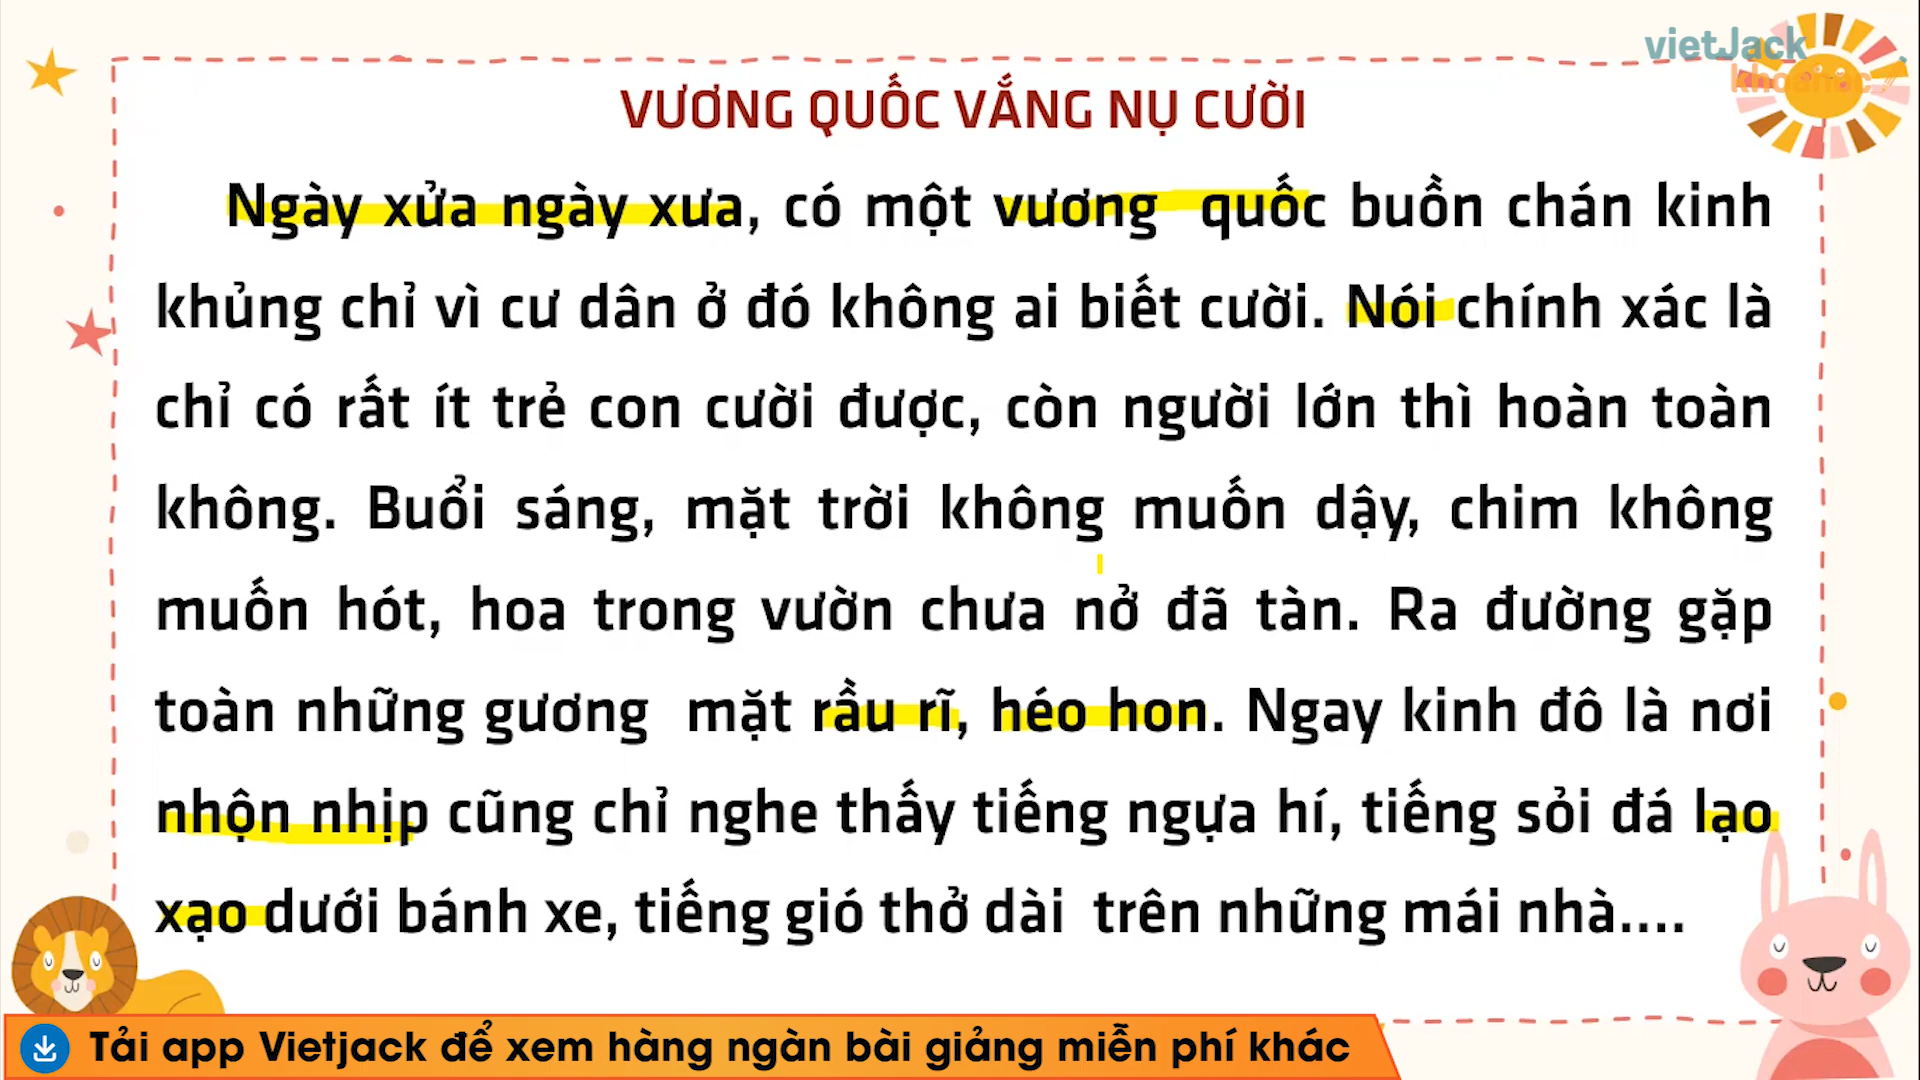 vietJack
khoahoc
VƯƠNG QUỐC VẮNG NỤ CƯỜI
Ngày xửa ngày xưa, có một vương quốc buồn chán kinh
khủng chỉ vì cư dân ở đó không ai biết cười. Nói chính xác là
chỉ có rất ít trẻ con cười được, còn người lớn thì hoàn toàn
không. Buổi sáng, mặt trời không muốn dậy, chim không
muốn hót, hoa trong vườn chưa nở đã tàn. Ra đường gặp
toàn những gương mặt rầu rĩ, héo hon. Ngay kinh đô là nơi
nhộn nhịp cũng chỉ nghe thấy tiếng ngựa hí, tiếng sỏi đá lạo
xạo dưới bánh xe, tiếng gió thở dài trên những mái nhà....
Tải app Vietjack để xem hàng ngàn bài giảng miễn phí khác